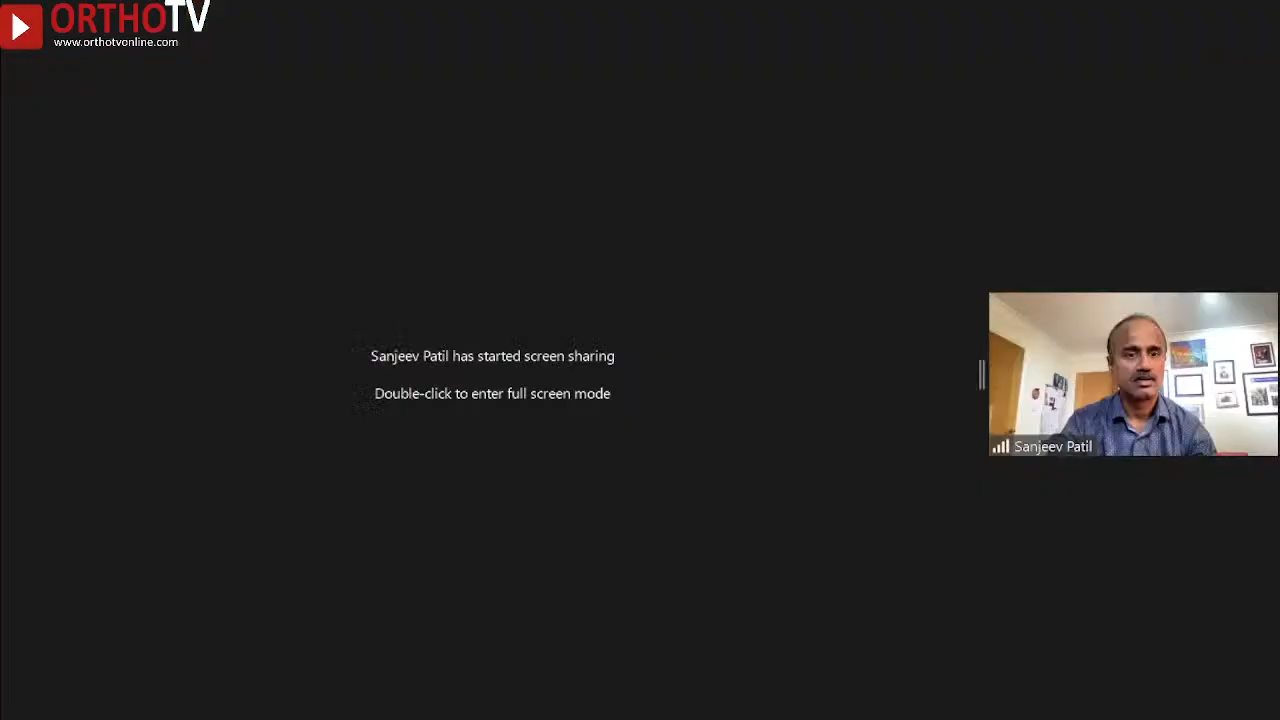 ORTHOTV
www.orthotvonline.com
Sanjeev Patil has started screen sharing
Double-click to enter full screen mode
Sanjeev Patil